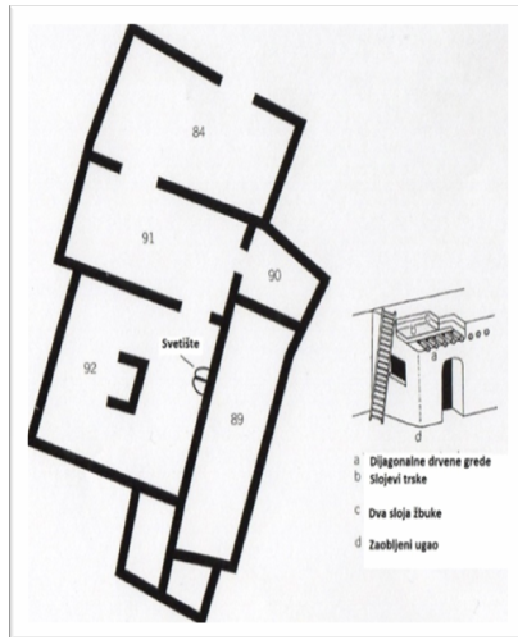 84
91
90
Svetište
92
89
a
d
a Dijagonalne drvene grede
b Slojevi trske
c Dva sloja žbuke
d Zaobljeni ugao